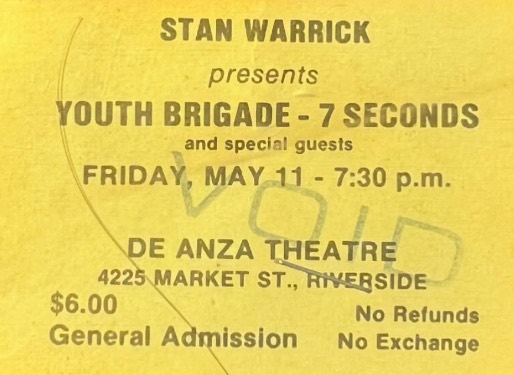 STAN WARRICK
presents
YOUTH BRIGADE - 7 SECONDS
and special guests
FRIDAY, MAY 11 - 7:30 p.m.
VOID
DE ANZA THEATRE
4225 MARKET ST., RIVERSIDE
$6.00 No Refunds
General Admission No Exchange